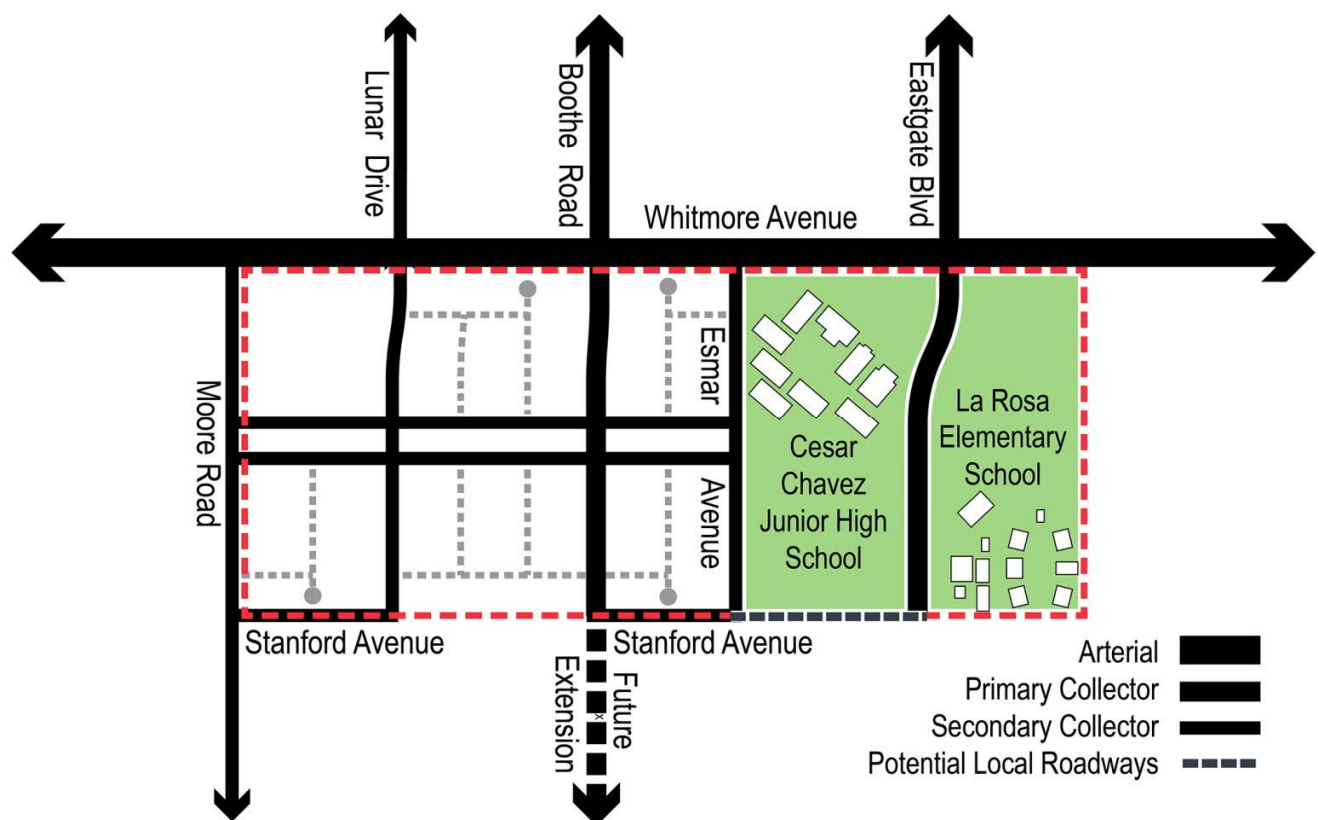 Lunar Drive
Boothe Road
Eastgate Blvd
Whitmore Avenue
Moore Road
Esmar
Avenue
Cesar
Chavez
Junior High
School
La Rosa
Elementary
School
Stanford Avenue
Stanford Avenue
Future
Extension
x
Arterial
Primary Collector
Secondary Collector
Potential Local Roadways